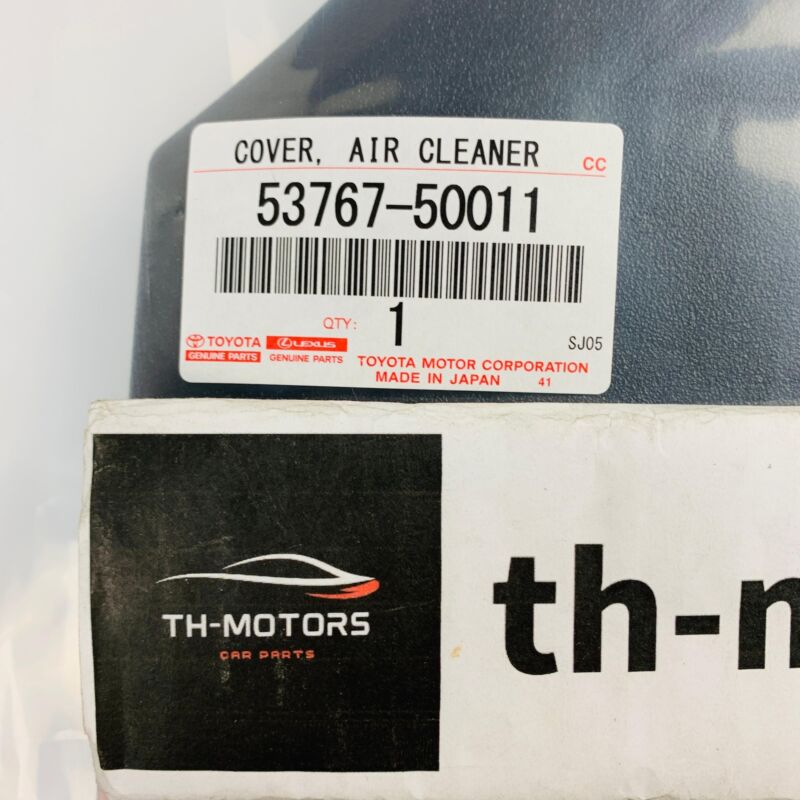 COVER, AIR CLEANER
CC
53767-50011
QTY: 1
SJ05
TOYOTA
GENUINE PARTS
LEXUS
GENUINE PARTS
TOYOTA MOTOR CORPORATION
MADE IN JAPAN 41
TH-MOTORS
CAR PARTS
th-m